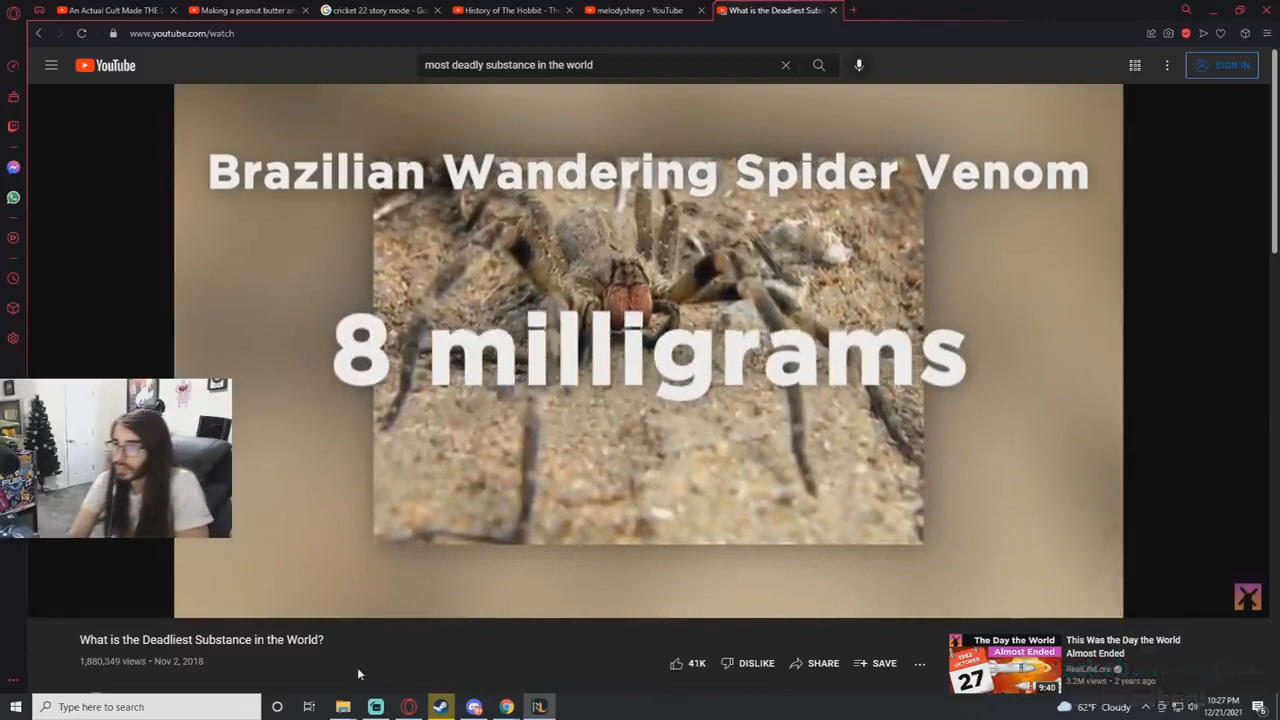 An Actual Cult Made THE
Making a peanut butter an
cricket 22 story mode - Go
History of The Hobbit -
melodysheep - YouTube
What is the Deadliest Subs
www.youtube.com/watch
YouTube
most deadly substance in the world
SIGN IN
Brazilian Wandering Spider Venom
8 milligrams
What is the Deadliest Substance in the World?
1,880,349 views • Nov 2, 2018
41K
DISLIKE
SHARE
SAVE
The Day the World
Almost Ended
1962
OCTOBER
27
9:40
This Was the Day the World
Almost Ended
RealLifeLore
3.2M views • 2 years ago
Type here to search
62°F Cloudy
10:27 PM
12/21/2021